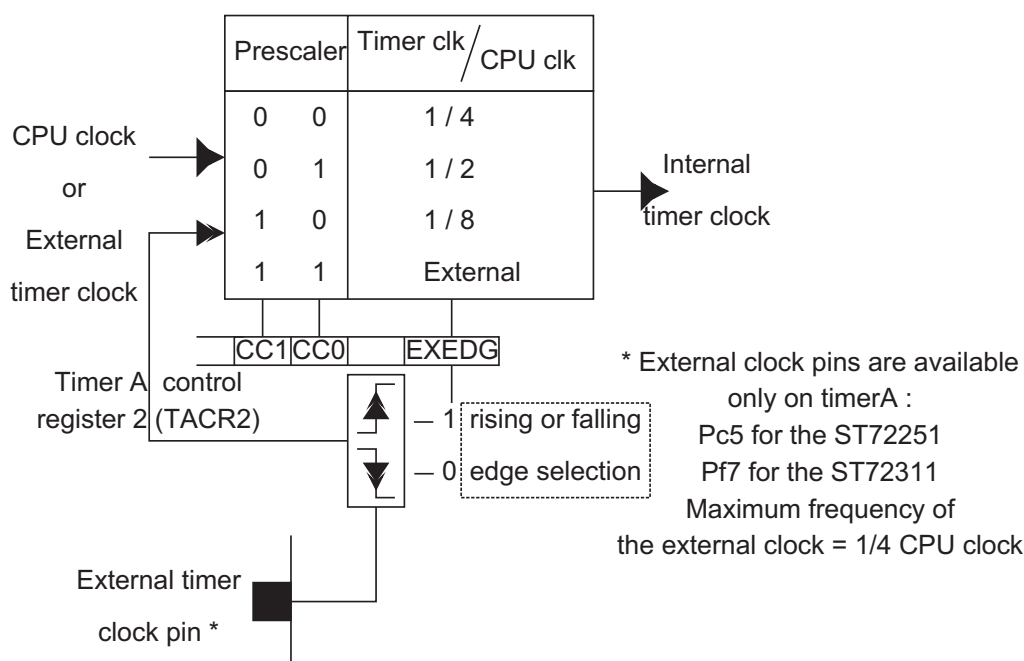 Prescaler Timer clk / CPU clk
0 0 1 / 4
0 1 1 / 2
1 0 1 / 8
1 1 External
CPU clock
or
External
timer clock
Internal
timer clock
CC1 CC0 EXEDG
Timer A control
register 2 (TACR2)
1 rising or falling
0 edge selection
* External clock pins are available
only on timerA :
Pc5 for the ST72251
Pf7 for the ST72311
Maximum frequency of
the external clock = 1/4 CPU clock
External timer
clock pin *